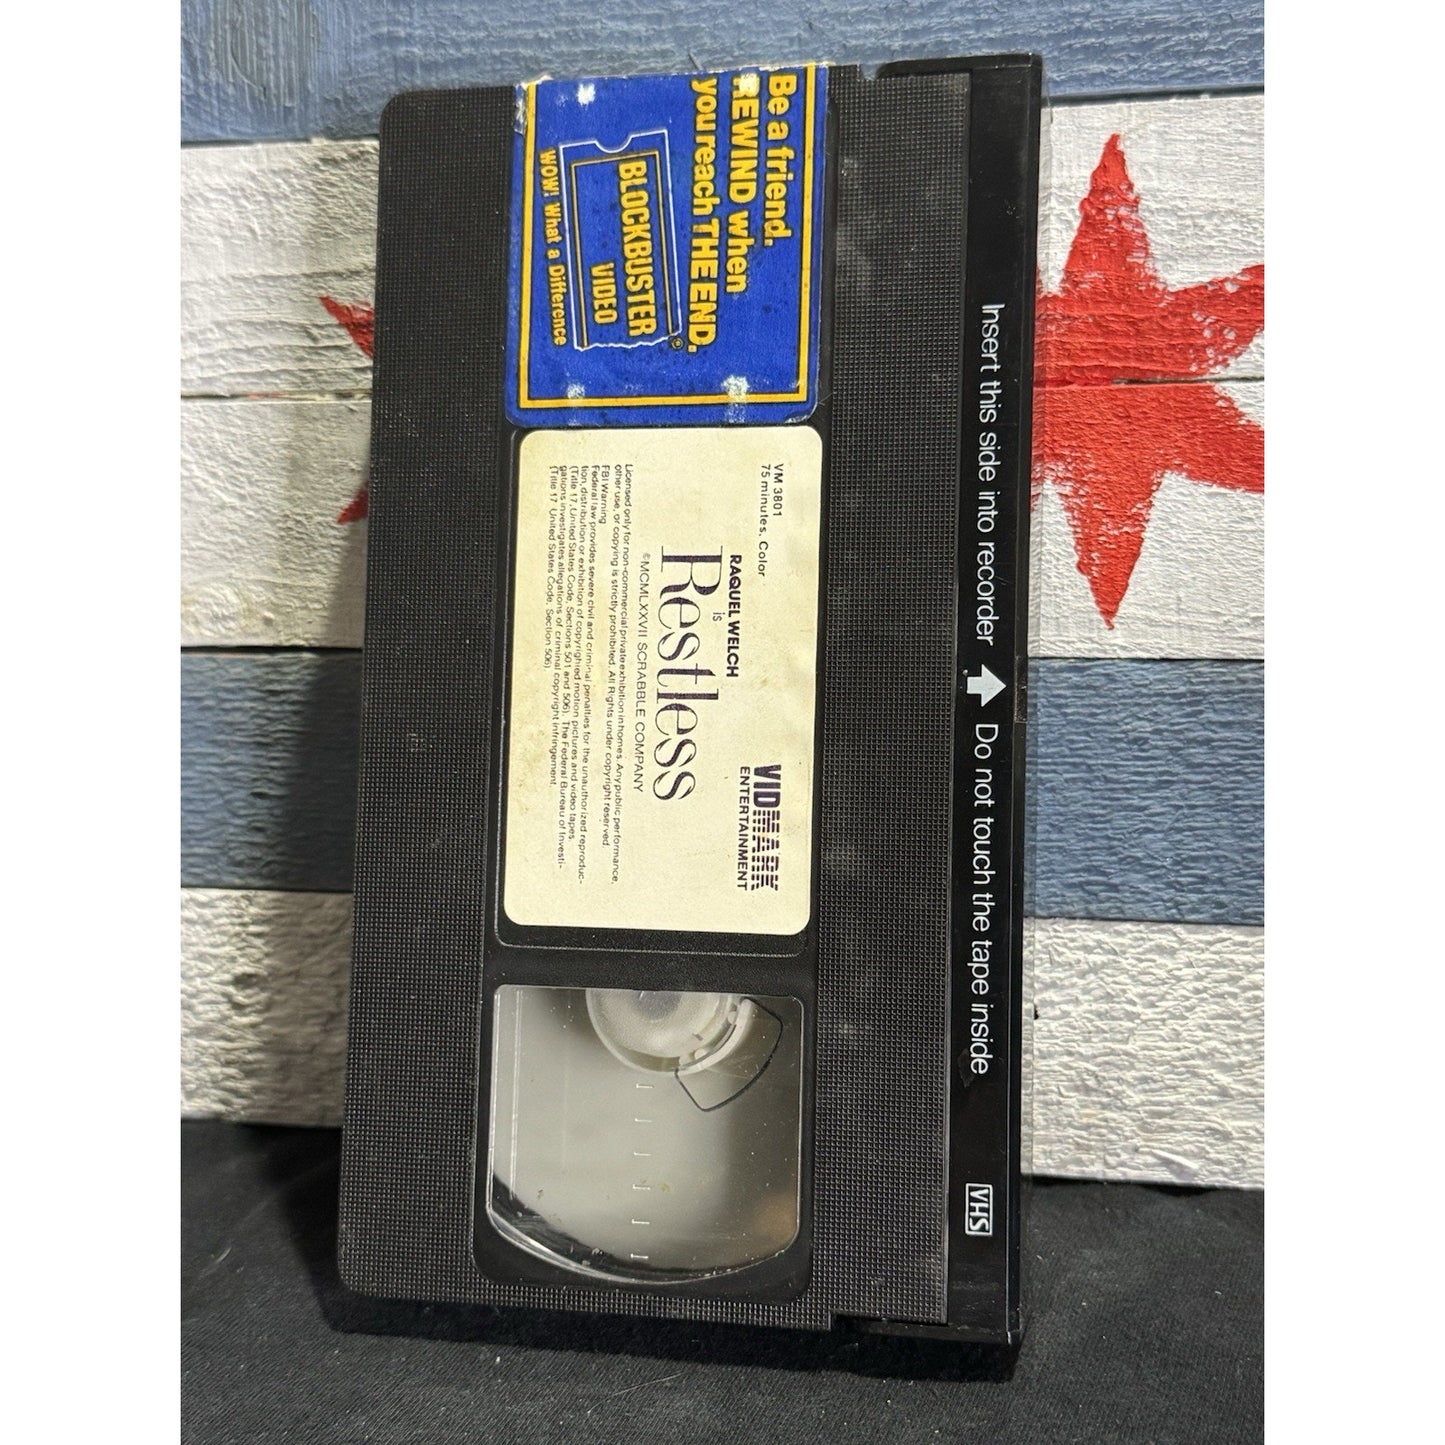 Be a friend.
REWIND when
you reach THE END.
BLOCKBUSTER
VIDEO
®
WOW! What a Difference
VM 3801
75 minutes, Color
VIDMARK
ENTERTAINMENT
RAQUEL WELCH
is
Restless
©MCMLXXVII SCRABBLE COMPANY
Licensed only for non-commercial private exhibition in homes. Any public performance,
other use, or copying is strictly prohibited. All Rights under copyright reserved.
FBI Warning
Federal law provides severe civil and criminal penalties for the unauthorized reproduc-
tion, distribution or exhibition of copyrighted motion pictures and video tapes
(Title 17, United States Code, Sections 501 and 506). The Federal Bureau of Investi-
gations investigates allegations of criminal copyright infringement.
(Title 17 United States Code, Section 506)
Insert this side into recorder Do not touch the tape inside
VHS